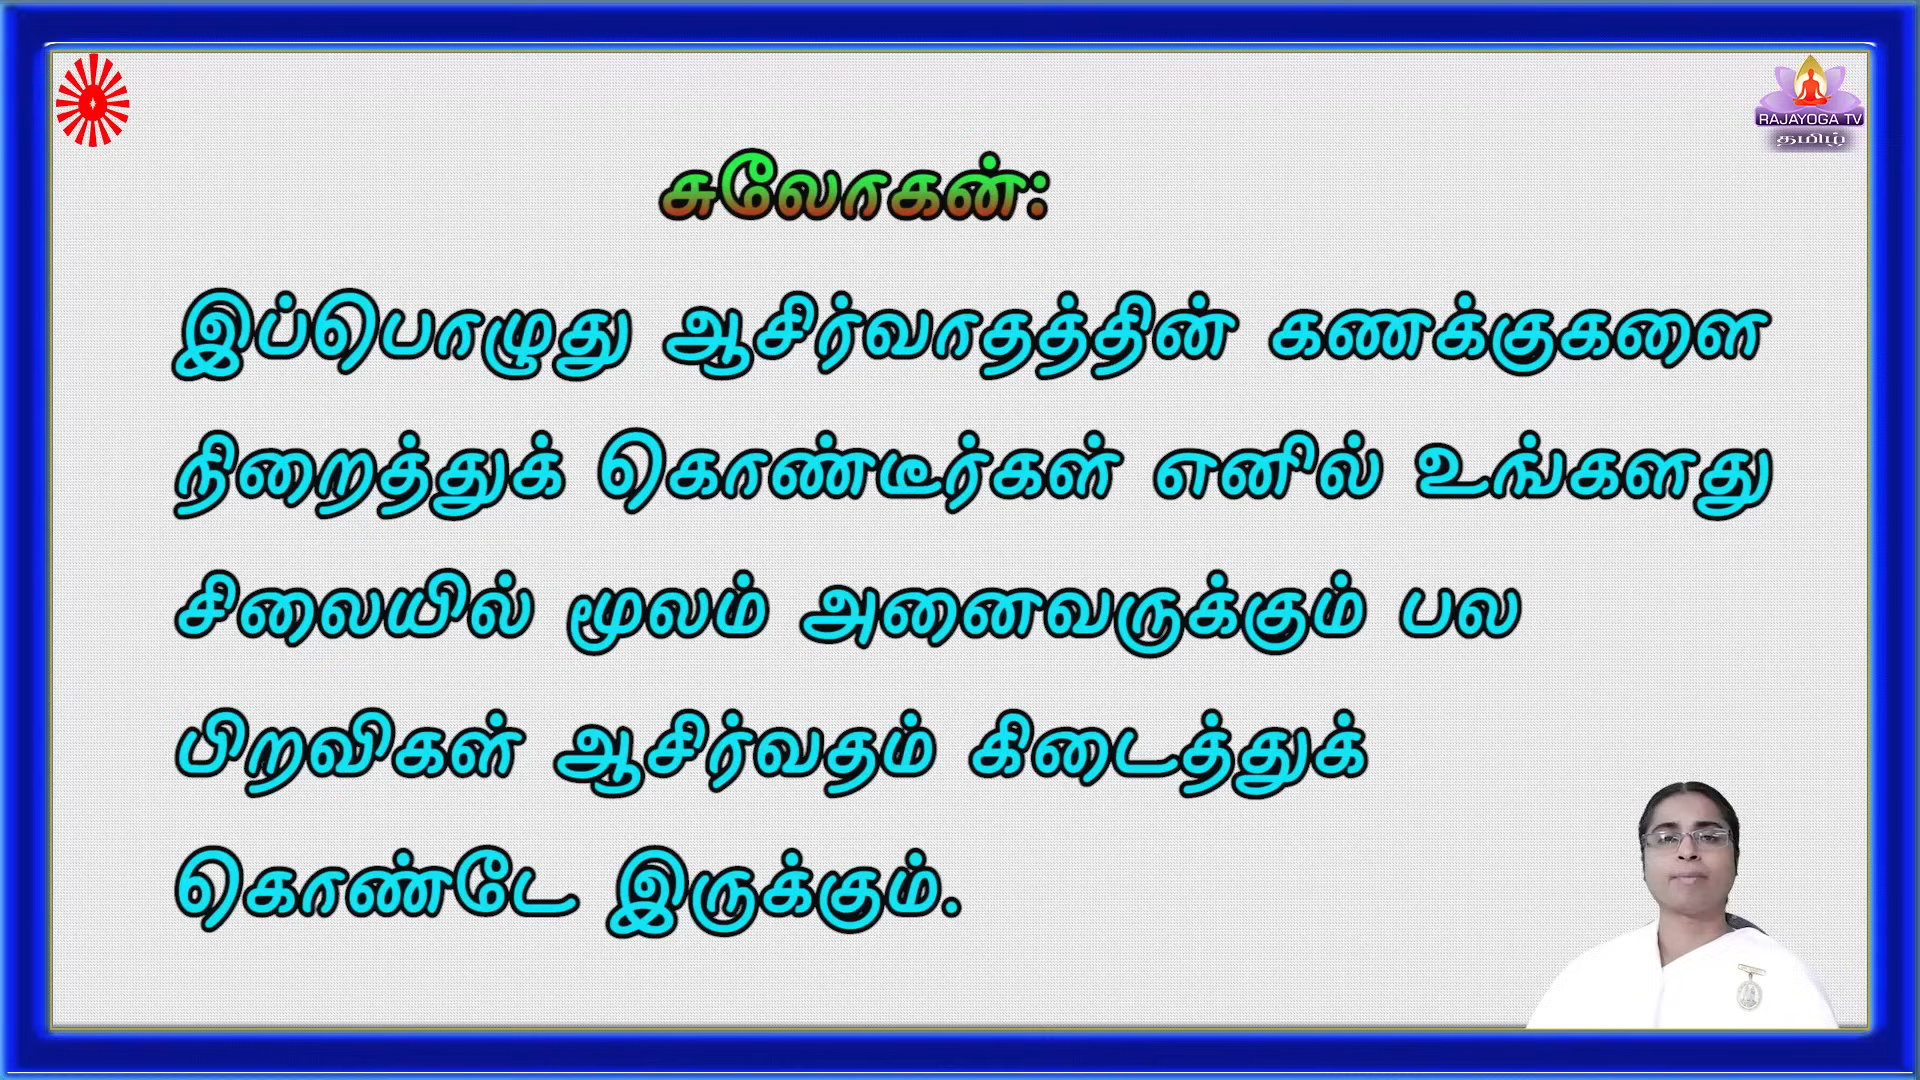 RAJAYOGA TV
தமிழ்
சுலோகன்:
இப்பொழுது ஆசிர்வாதத்தின் கணக்குகளை
நிறைத்துக் கொண்டீர்கள் எனில் உங்களது
சிலையில் மூலம் அனைவருக்கும் பல
பிறவிகள் ஆசிர்வதம் கிடைத்துக்
கொண்டே இருக்கும்.